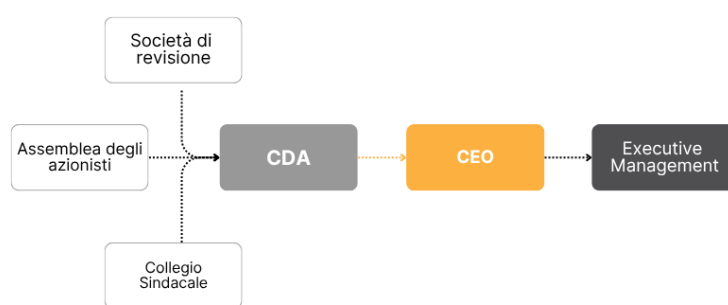 Società di
revisione
Assemblea degli
azionisti
CDA
CEO
Executive
Management
Collegio
Sindacale